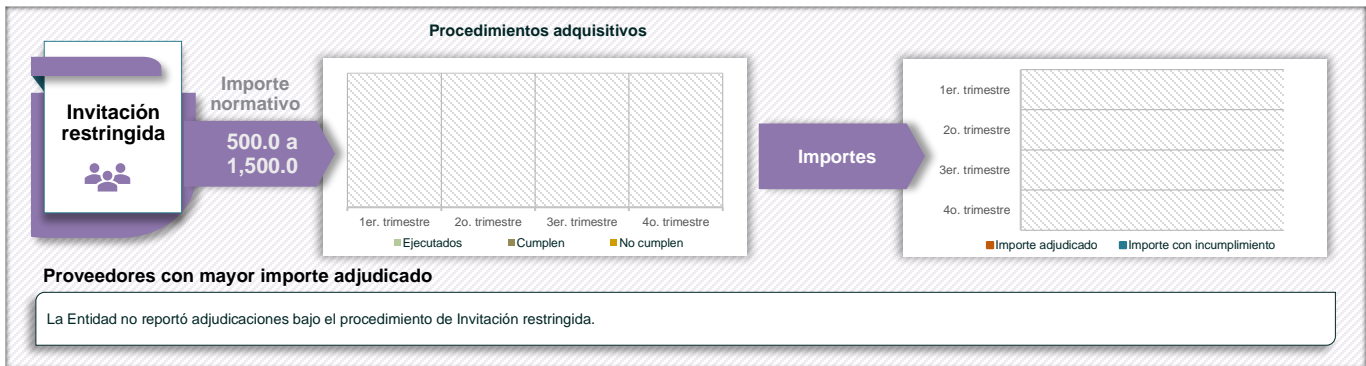 Procedimientos adquisitivos
Invitación
restringida
Importe
normativo
500.0 a
1,500.0
1er. trimestre 2o. trimestre 3er. trimestre 4o. trimestre
Ejecutados Cumplen No cumplen
Importes
1er. trimestre
2o. trimestre
3er. trimestre
4o. trimestre
Importe adjudicado Importe con incumplimiento
Proveedores con mayor importe adjudicado
La Entidad no reportó adjudicaciones bajo el procedimiento de Invitación restringida.